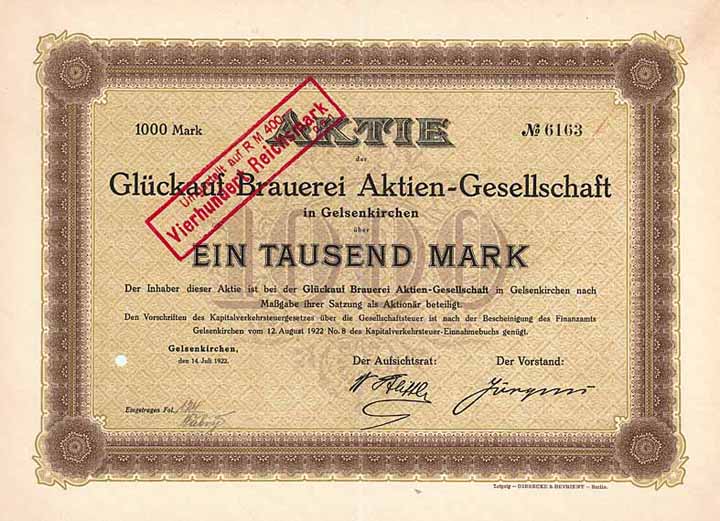 AKTIE
1000 Mark
№ 6163
Umgestellt auf R M 400.-
oder
Vierhundert Reichsmark
der
Glückauf Brauerei Aktien-Gesellschaft
in Gelsenkirchen
über
1000
EIN TAUSEND MARK
Der Inhaber dieser Aktie ist bei der Glückauf Brauerei Aktien-Gesellschaft in Gelsenkirchen nach
Maßgabe ihrer Satzung als Aktionär beteiligt.
Den Vorschriften des Kapitalverkehrsteuergesetzes über die Gesellschaftsteuer ist nach der Bescheinigung des Finanzamts
Gelsenkirchen vom 12. August 1922 No. 8 des Kapitalverkehrsteuer-Einnahmebuchs genügt.
Gelsenkirchen,
den 14. Juli 1922.
Der Aufsichtsrat:
Der Vorstand:
Eingetragen Fol.
Leipzig — GIESECKE & DEVRIENT — Berlin.